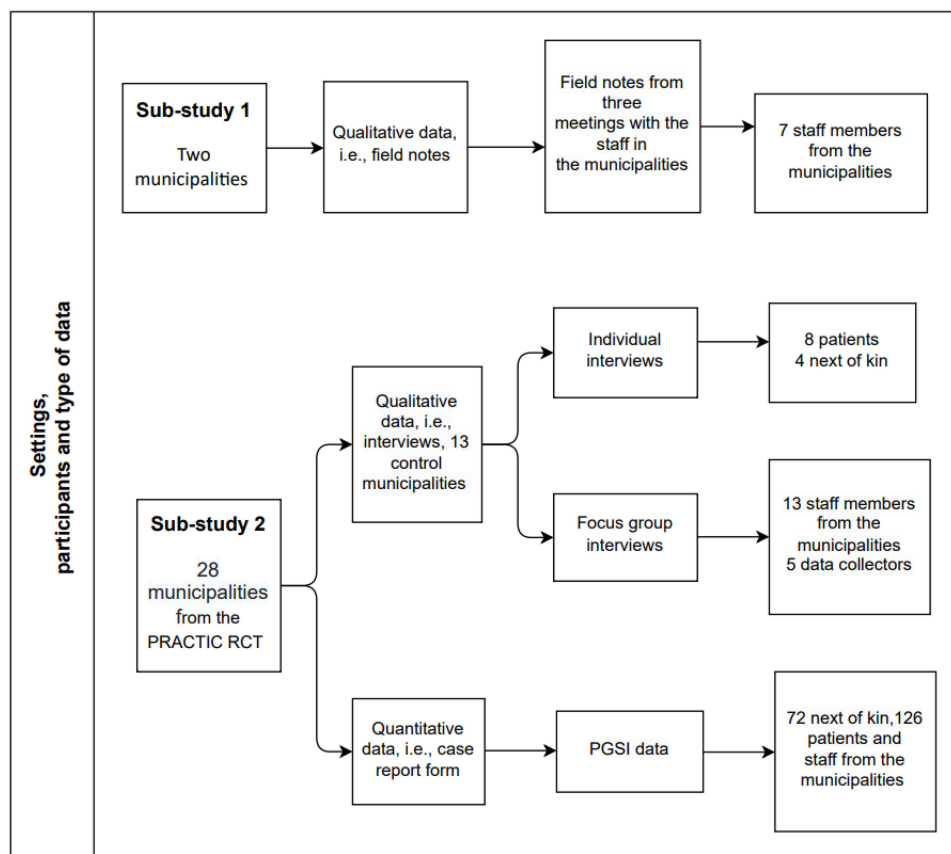 Settings,
participants and type of data
Sub-study 1
Two
municipalities
Qualitative data,
i.e., field notes
Field notes from
three
meetings with the
staff in
the municipalities
7 staff members
from the
municipalities
Sub-study 2
28
municipalities
from the
PRACTIC RCT
Qualitative
data, i.e.,
interviews, 13
control
municipalities
Individual
interviews
8 patients
4 next of kin
Focus group
interviews
13 staff members
from the
municipalities
5 data collectors
Quantitative
data, i.e., case
report form
PGSI data
72 next of kin,126
patients and
staff from the
municipalities